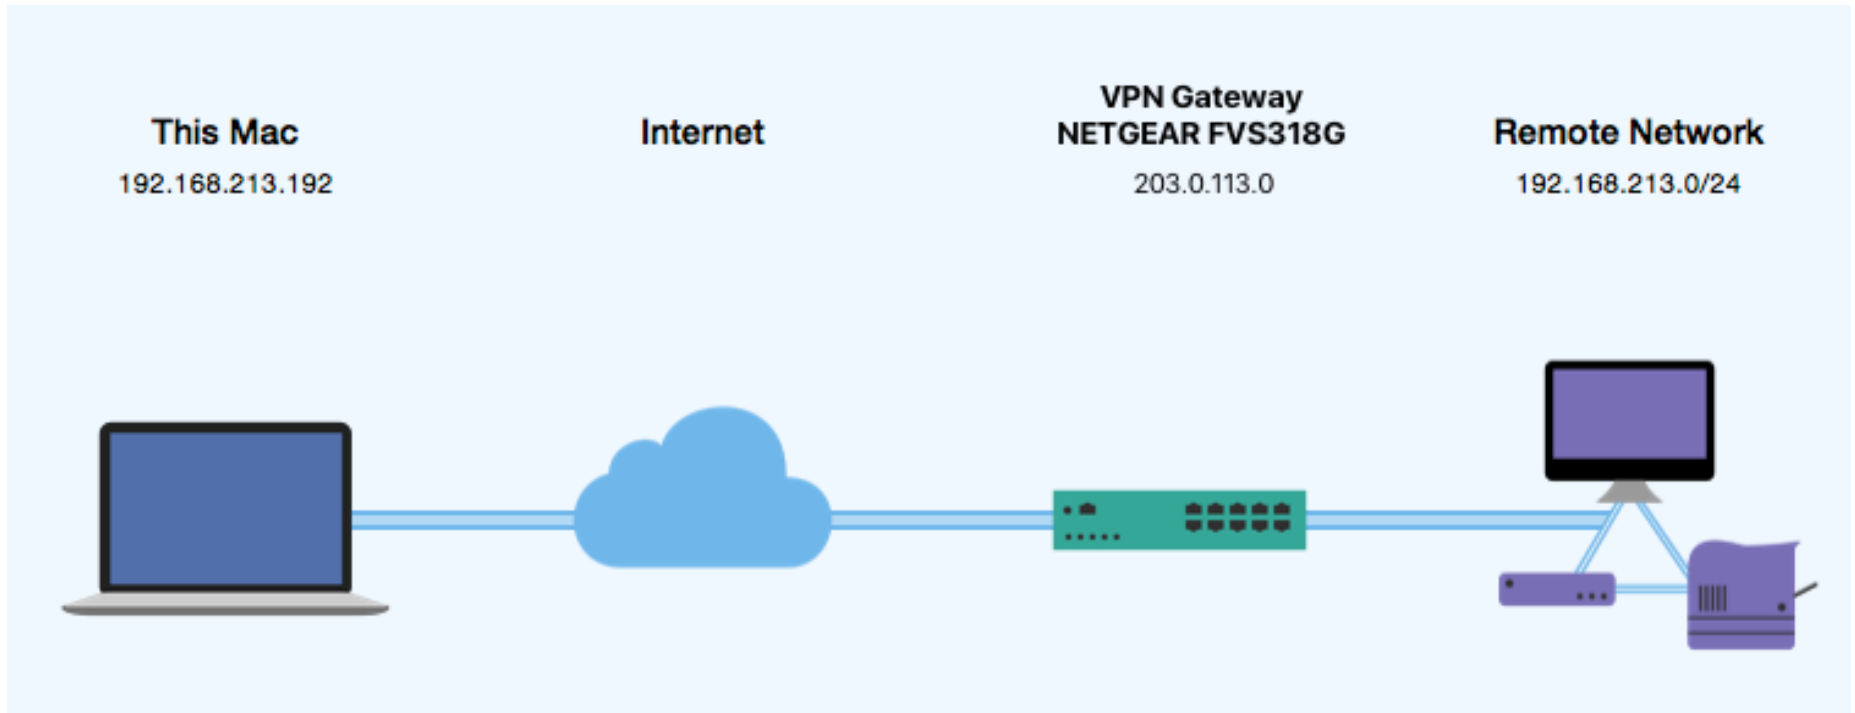 This Mac
192.168.213.192
Internet
VPN Gateway
NETGEAR FVS318G
203.0.113.0
Remote Network
192.168.213.0/24